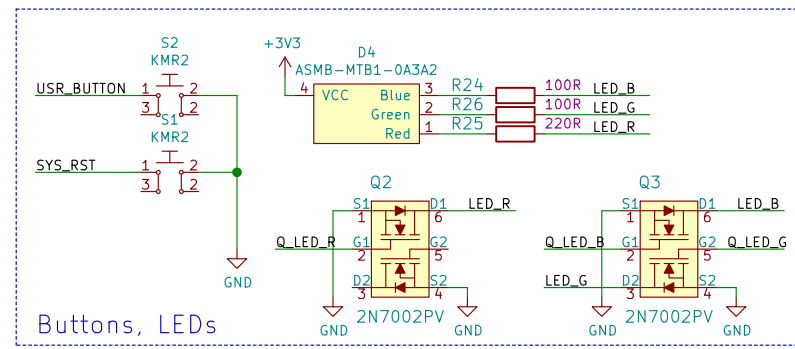 S2
KMR2
USR_BUTTON 1 2
3 4
S1
KMR2
SYS_RST 1 2
3 4
+3V3
D4
ASMB-MTB1-0A3A2
4 VCC Blue 3 R24 100R LED_B
Green 2 R26 100R LED_G
Red 1 R25 220R LED_R
GND
Q2
S1 D1 LED_R
1 6
Q_LED_R G1 G2
2 5
D2 S2
3 4
GND 2N7002PV GND
Q3
S1 D1 LED_B
1 6
Q_LED_B G1 G2 Q_LED_G
2 5
LED_G D2 S2
3 4
GND 2N7002PV GND
Buttons, LEDs